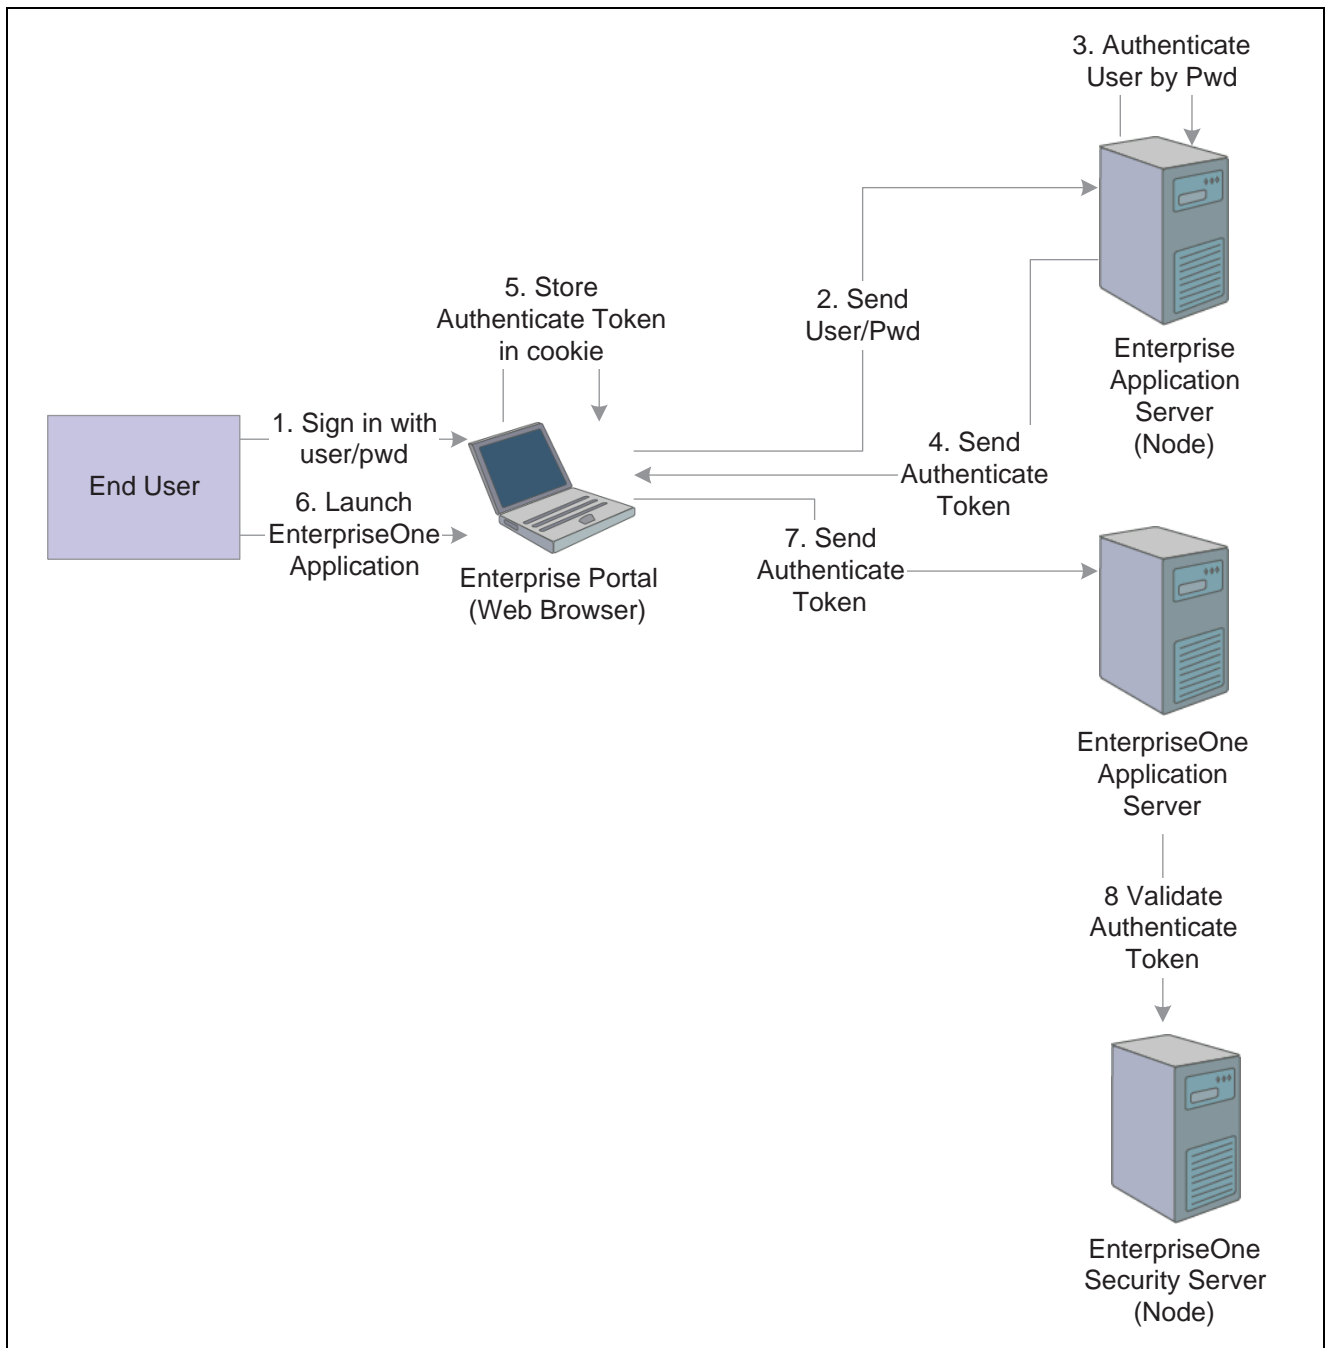 3. Authenticate
User by Pwd
Enterprise
Application
Server
(Node)
2. Send
User/Pwd
5. Store
Authenticate Token
in cookie
1. Sign in with
user/pwd
End User
6. Launch
EnterpriseOne
Application
Enterprise Portal
(Web Browser)
4. Send
Authenticate
Token
7. Send
Authenticate
Token
EnterpriseOne
Application
Server
8 Validate
Authenticate
Token
EnterpriseOne
Security Server
(Node)